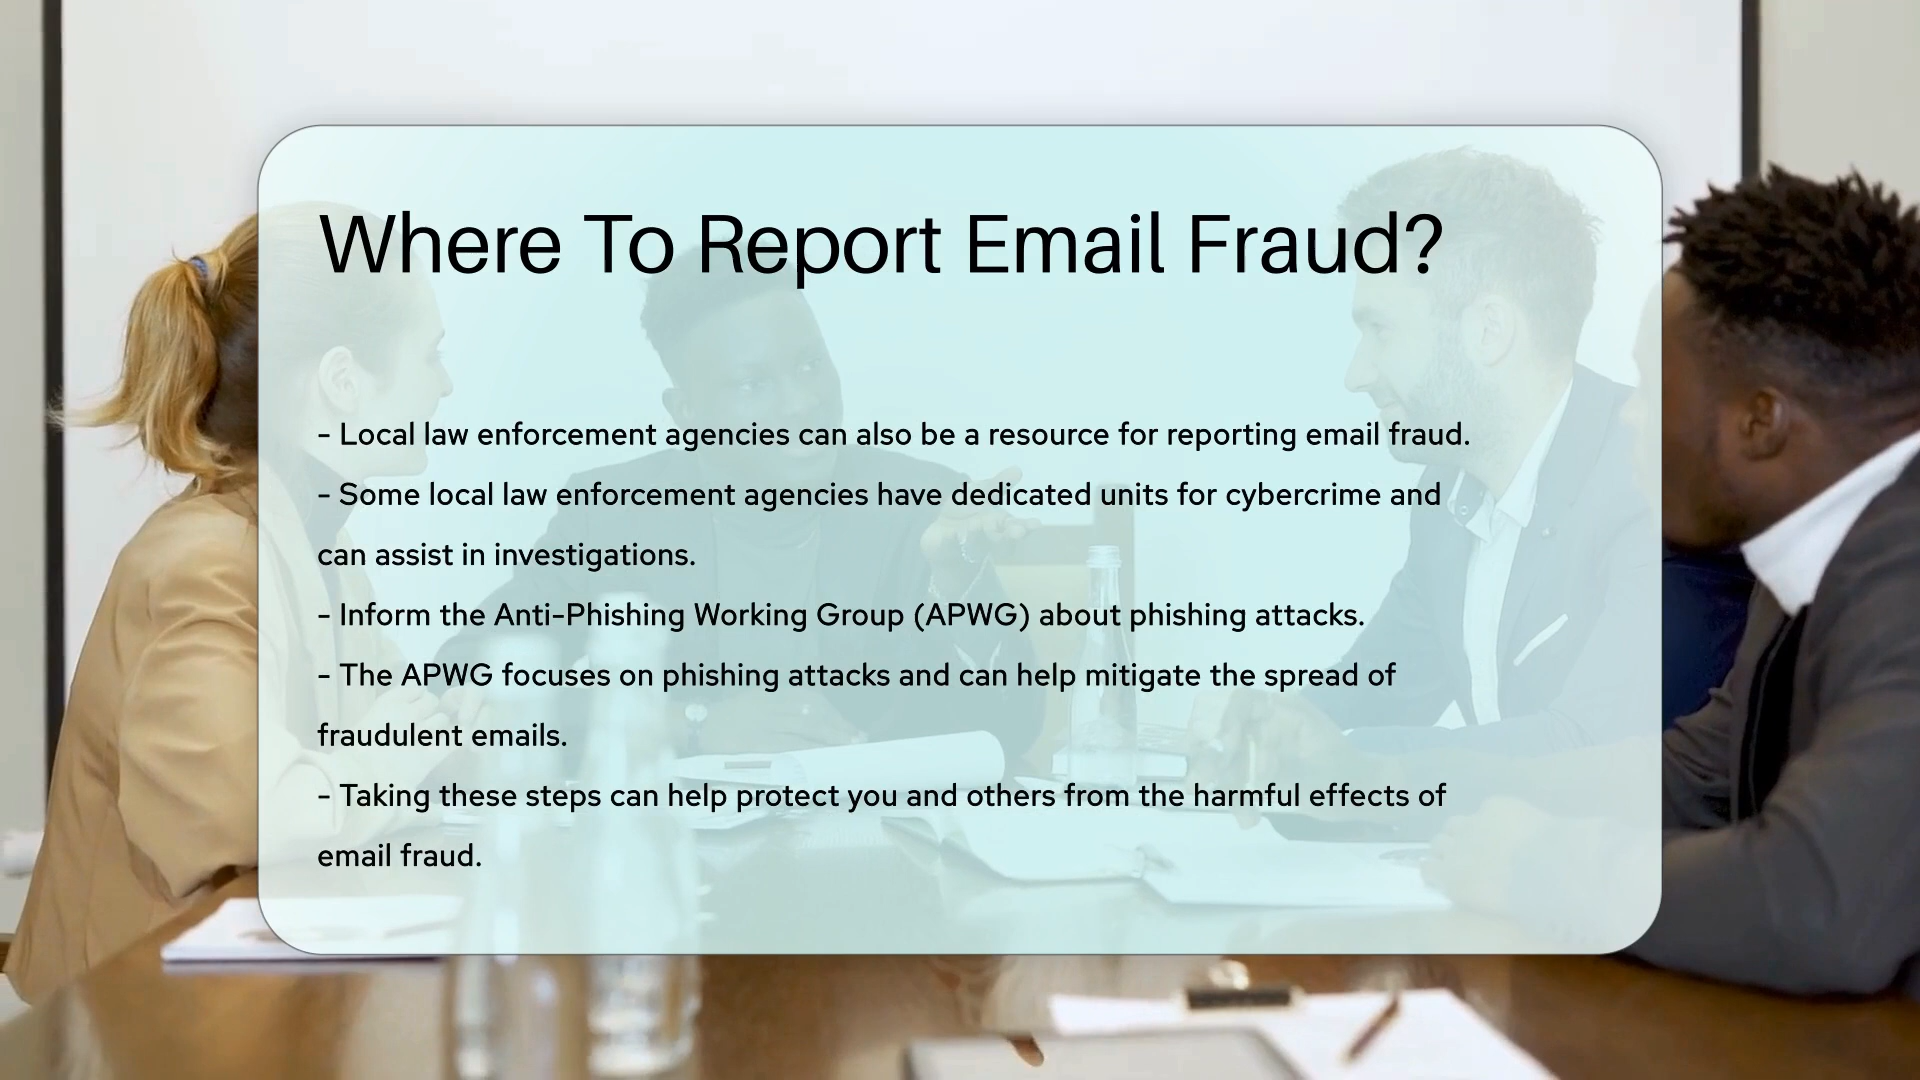 Where To Report Email Fraud?
- Local law enforcement agencies can also be a resource for reporting email fraud.
- Some local law enforcement agencies have dedicated units for cybercrime and
can assist in investigations.
- Inform the Anti-Phishing Working Group (APWG) about phishing attacks.
- The APWG focuses on phishing attacks and can help mitigate the spread of
fraudulent emails.
- Taking these steps can help protect you and others from the harmful effects of
email fraud.